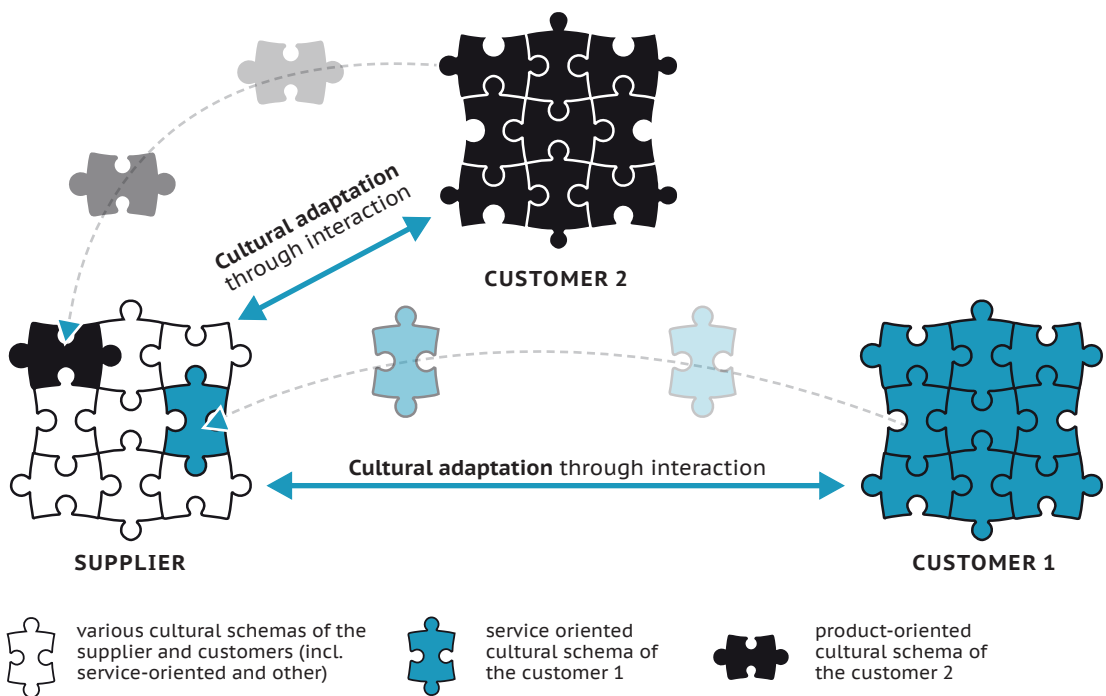 Cultural adaptation
through interaction
CUSTOMER 2
Cultural adaptation through interaction
SUPPLIER
CUSTOMER 1
various cultural schemas of the
supplier and customers (incl.
service-oriented and other)
service oriented
cultural schema of
the customer 1
product-oriented
cultural schema of
the customer 2